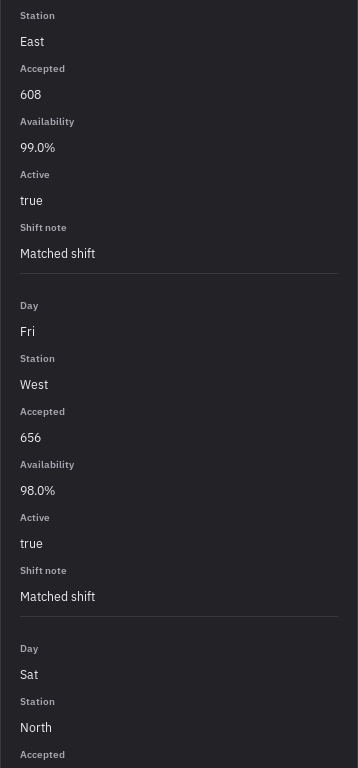 Station
East
Accepted
608
Availability
99.0%
Active
true
Shift note
Matched shift
Day
Fri
Station
West
Accepted
656
Availability
98.0%
Active
true
Shift note
Matched shift
Day
Sat
Station
North
Accepted